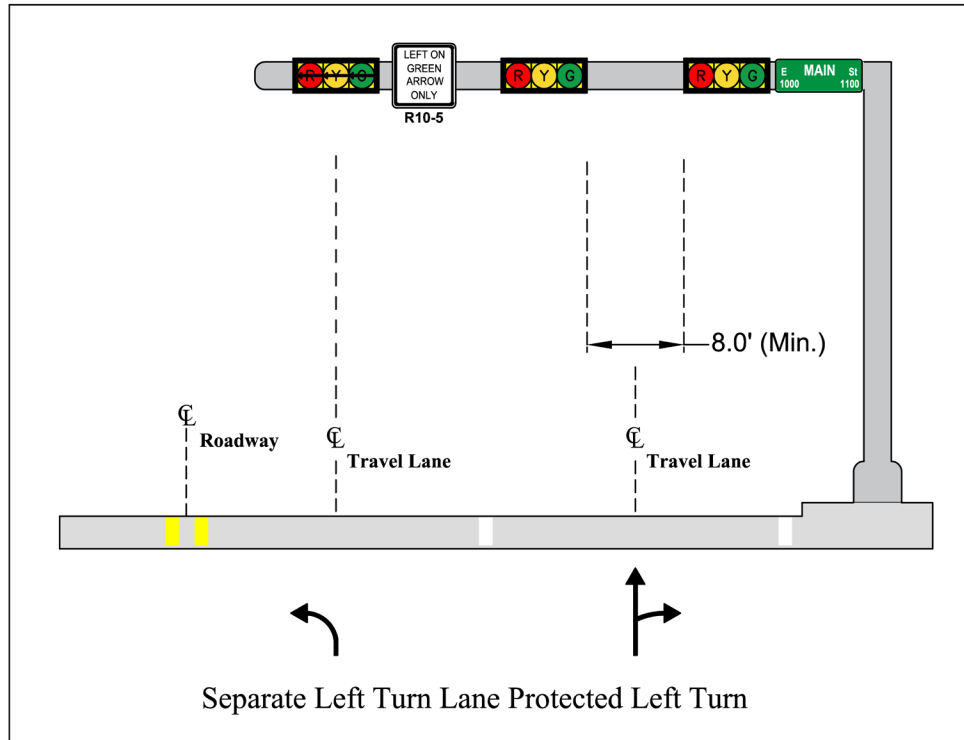 R Y G
LEFT ON
GREEN
ARROW
ONLY
R10-5
R Y G
R Y G
E MAIN St
1000 1100
8.0' (Min.)
℄
Roadway
℄
Travel Lane
℄
Travel Lane
Separate Left Turn Lane Protected Left Turn